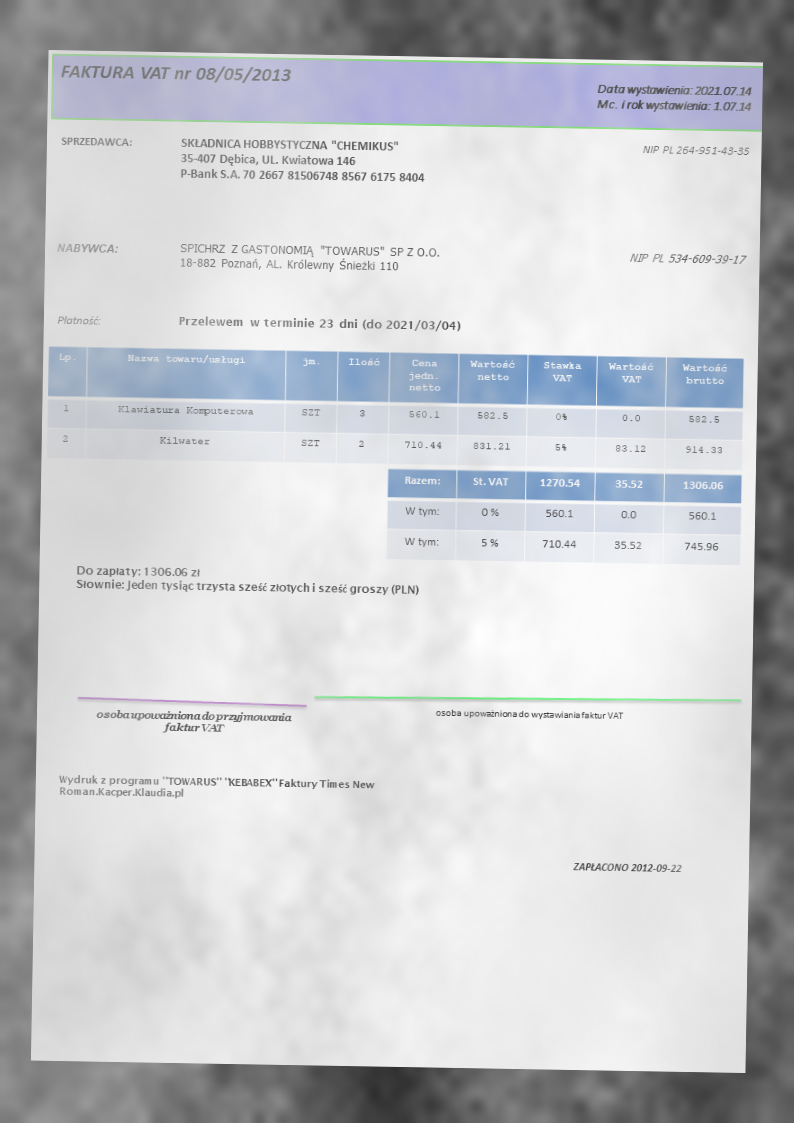 FAKTURA VAT nr 08/05/2013
Data wystawienia: 2021.07.14
Mc. i rok wystawienia: 1.07.14
SPRZEDAWCA: SKŁADNICA HOBBYSTYCZNA "CHEMIKUS" NIP PL 264-951-43-35
35-407 Dębica, UL. Kwiatowa 146
P-Bank S.A. 70 2667 81506748 8567 6175 8404
NABYWCA: SPICHRZ Z GASTONOMIĄ "TOWARUS" SP Z O.O. NIP PL 534-609-39-17
18-882 Poznań, AL. Królewny Śnieżki 110
Płatność: Przelewem w terminie 23 dni (do 2021/03/04)
Lp. Nazwa towaru/usługi jm. Ilość Cena jedn. netto Wartość netto Stawka VAT Wartość VAT Wartość brutto
1 Klawiatura Komputerowa SZT 3 560.1 582.5 0% 0.0 582.5
2 Kilwater SZT 2 710.44 831.21 5% 83.12 914.33
Razem: St. VAT 1270.54 35.52 1306.06
W tym: 0 % 560.1 0.0 560.1
W tym: 5 % 710.44 35.52 745.96
Do zapłaty: 1306.06 zł
Słownie: Jeden tysiąc trzysta sześć złotych i sześć groszy (PLN)
osoba upoważniona do przyjmowania
faktur VAT
osoba upoważniona do wystawiania faktur VAT
Wydruk z programu "TOWARUS" "KEBABEX" Faktury Times New
Roman.Kacper.Klaudia.pl
ZAPŁACONO 2012-09-22